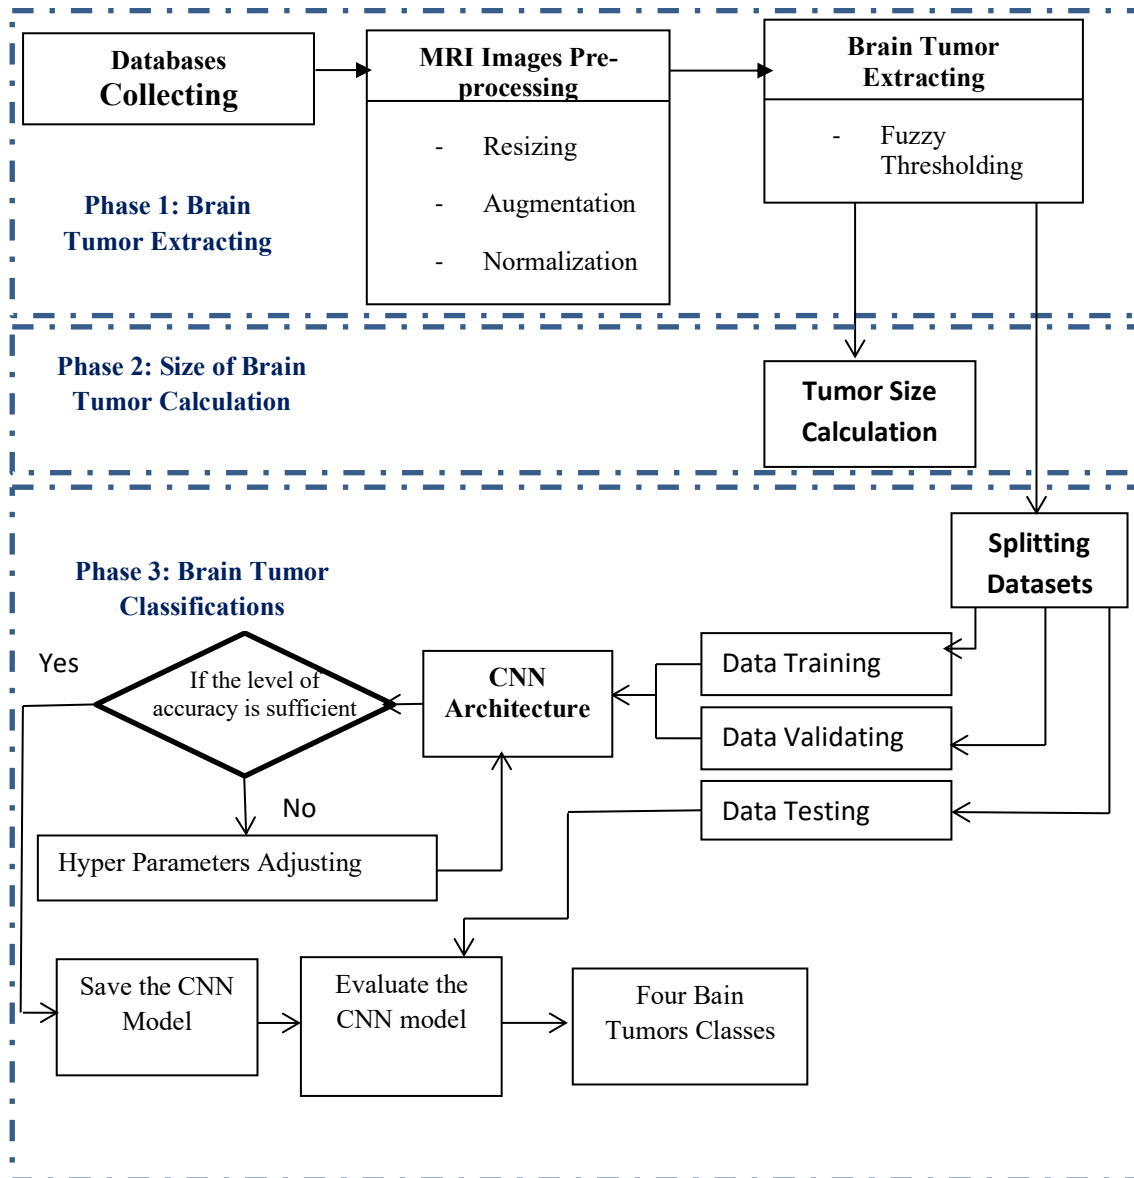 Databases
Collecting
MRI Images Pre-
processing
- Resizing
- Augmentation
- Normalization
Brain Tumor
Extracting
- Fuzzy
Thresholding
Phase 1: Brain
Tumor Extracting
Phase 2: Size of Brain
Tumor Calculation
Tumor Size
Calculation
Splitting
Datasets
Phase 3: Brain Tumor
Classifications
Yes
If the level of
accuracy is sufficient
CNN
Architecture
Data Training
Data Validating
Data Testing
No
Hyper Parameters Adjusting
Save the CNN
Model
Evaluate the
CNN model
Four Bain
Tumors Classes